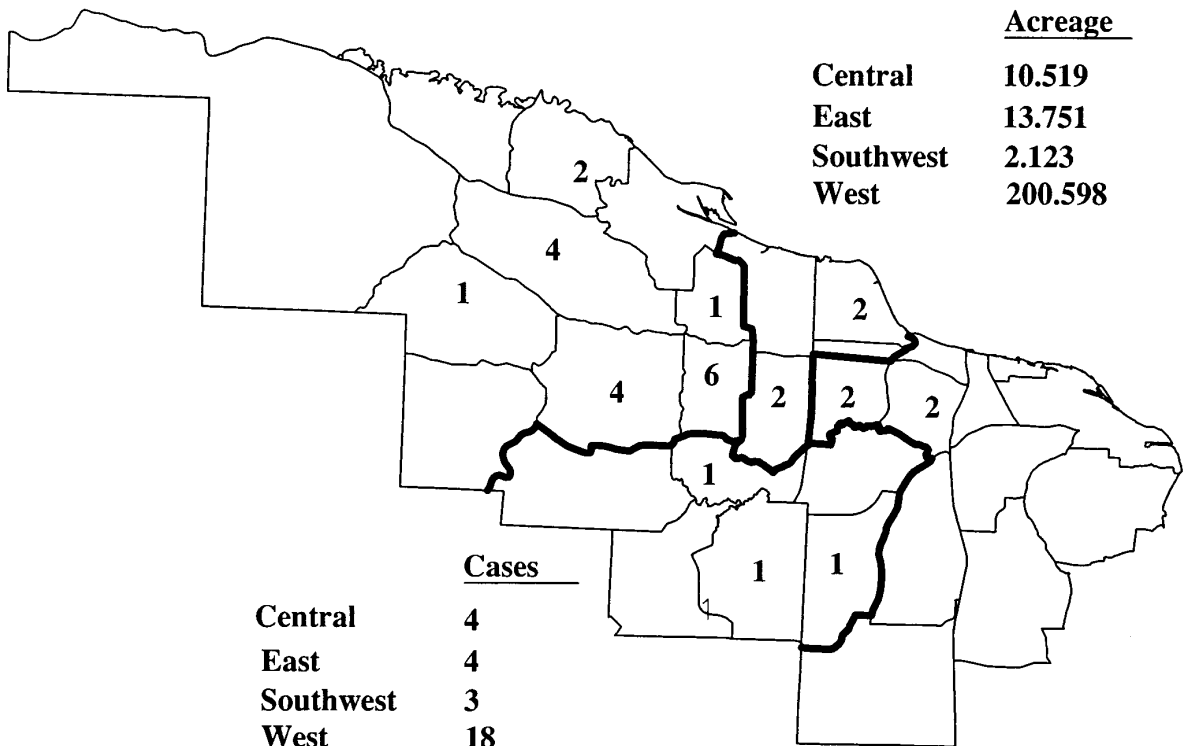 Acreage
Central 10.519
East 13.751
Southwest 2.123
West 200.598
2
4
1
1
2
6
4
2
2
2
1
1
1
Cases
Central 4
East 4
Southwest 3
West 18